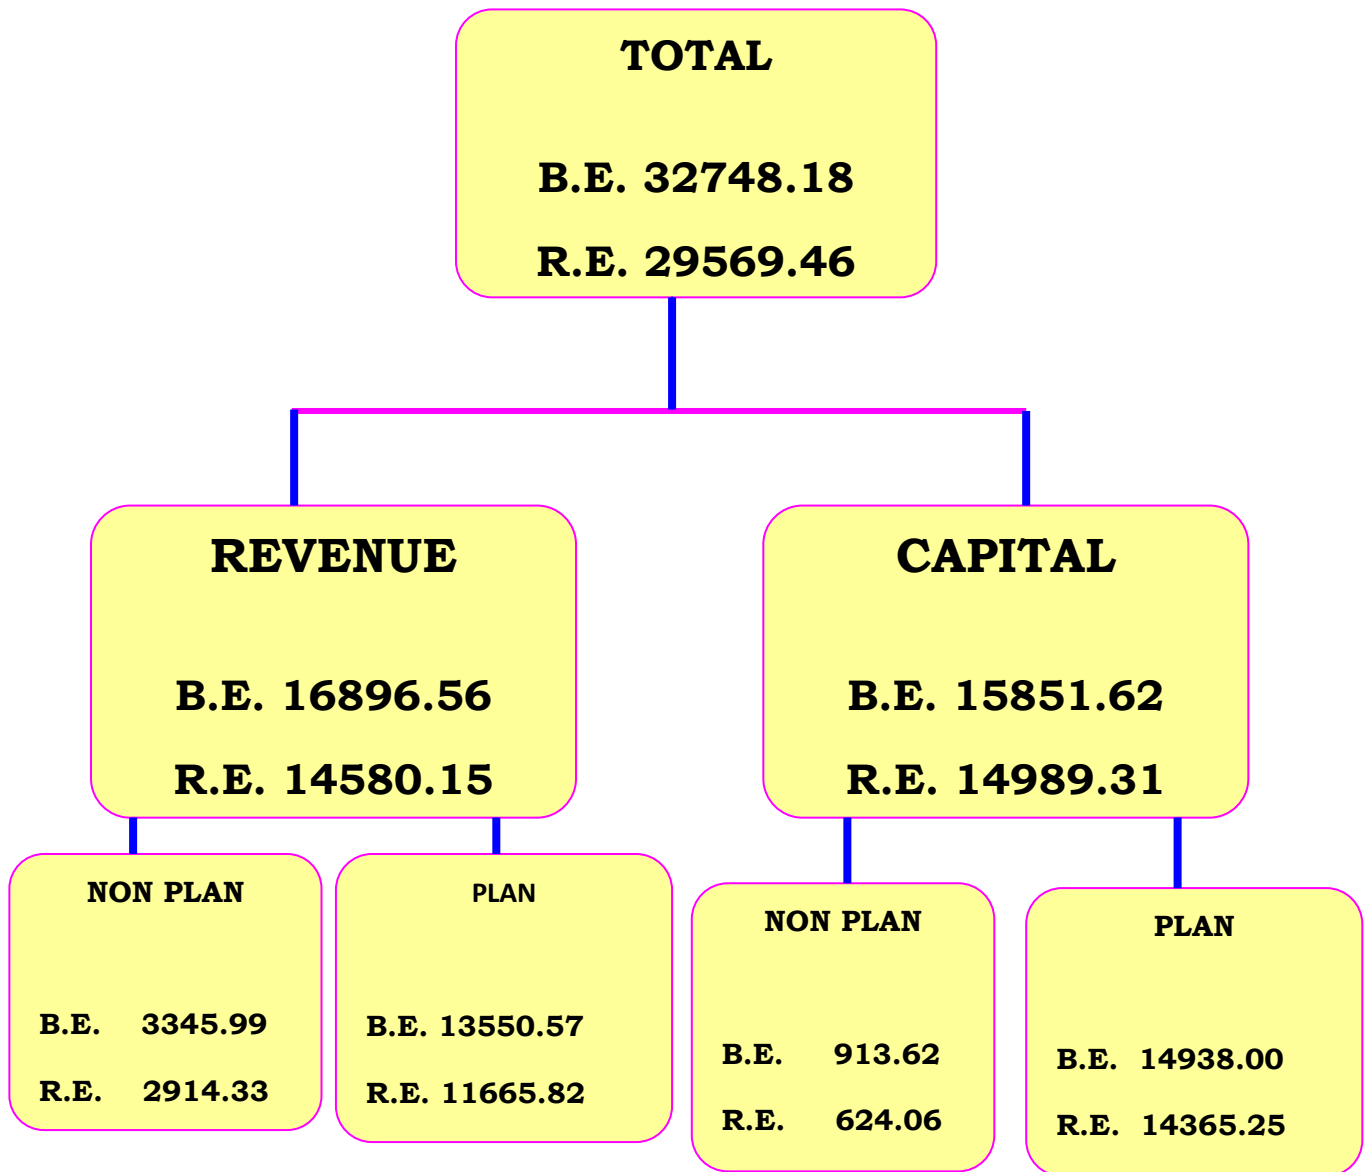 TOTAL
B.E. 32748.18
R.E. 29569.46
REVENUE
B.E. 16896.56
R.E. 14580.15
CAPITAL
B.E. 15851.62
R.E. 14989.31
NON PLAN
B.E. 3345.99
R.E. 2914.33
PLAN
B.E. 13550.57
R.E. 11665.82
NON PLAN
B.E. 913.62
R.E. 624.06
PLAN
B.E. 14938.00
R.E. 14365.25